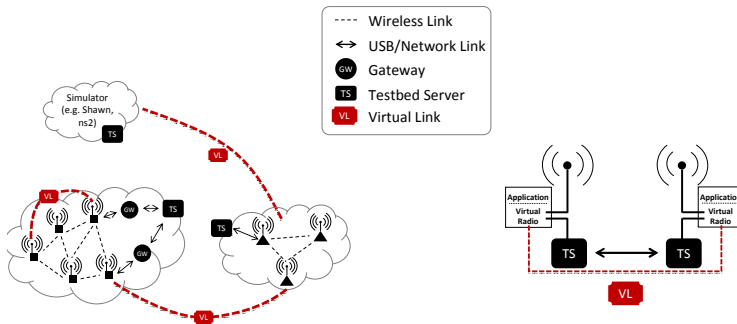 Wireless Link
USB/Network Link
GW Gateway
TS Testbed Server
VL Virtual Link
Simulator
(e.g. Shawn,
ns2)
TS
VL
VL
GW
TS
GW
TS
VL
Application
Virtual
Radio
TS
Application
Virtual
Radio
TS
VL